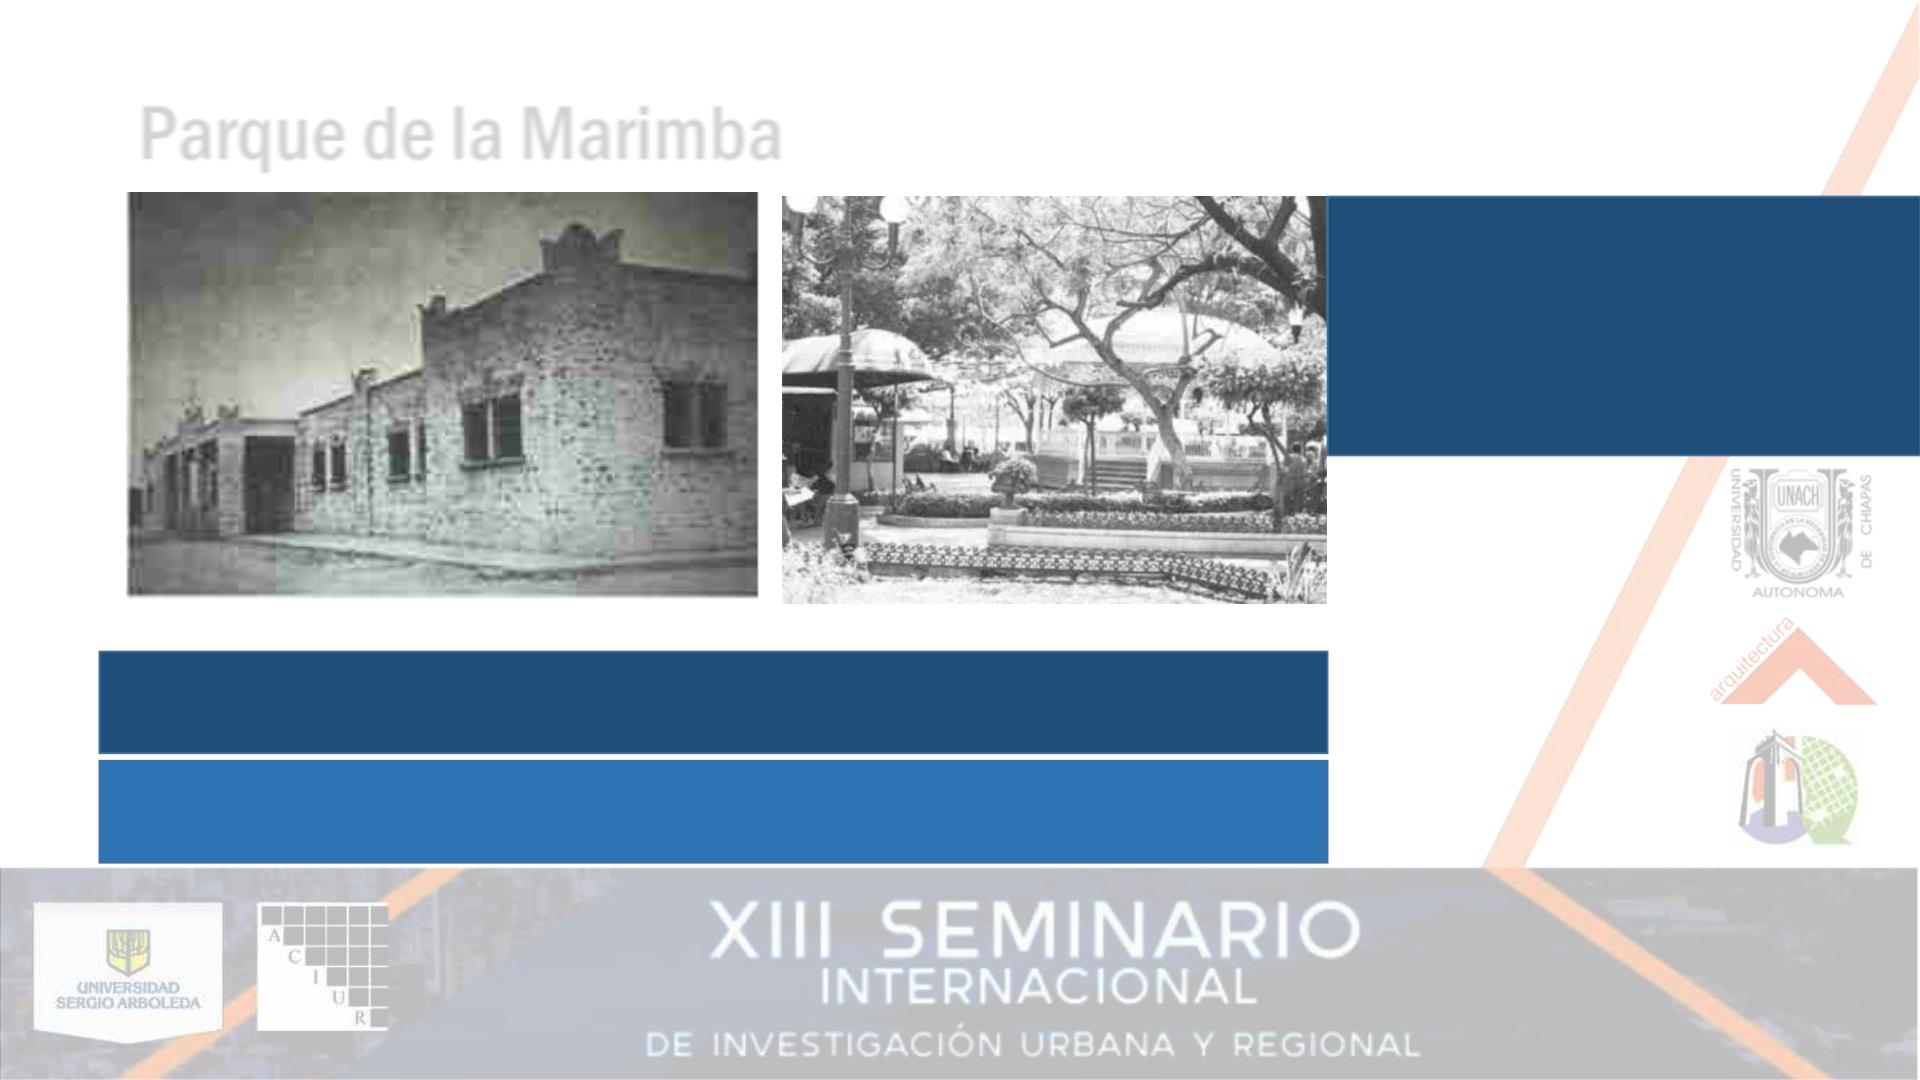 Parque de la Marimba
UNIVERSIDAD
UNACH
DE CHIAPAS
AUTONOMA
arquitectura
UNIVERSIDAD
SERGIO ARBOLEDA
A
C
I
U
R
XIII SEMINARIO
INTERNACIONAL
DE INVESTIGACIÓN URBANA Y REGIONAL